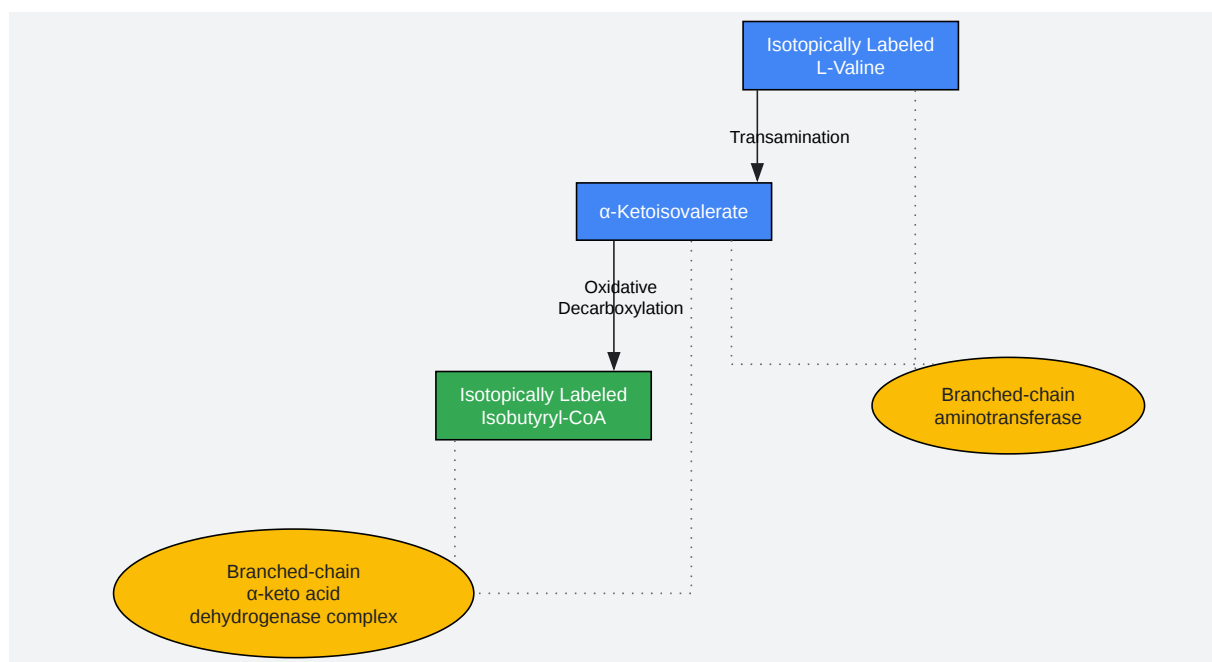 Isotopically Labeled
L-Valine
Transamination
α-Ketoisovalerate
Oxidative
Decarboxylation
Isotopically Labeled
Isobutyryl-CoA
Branched-chain
aminotransferase
Branched-chain
α-keto acid
dehydrogenase complex